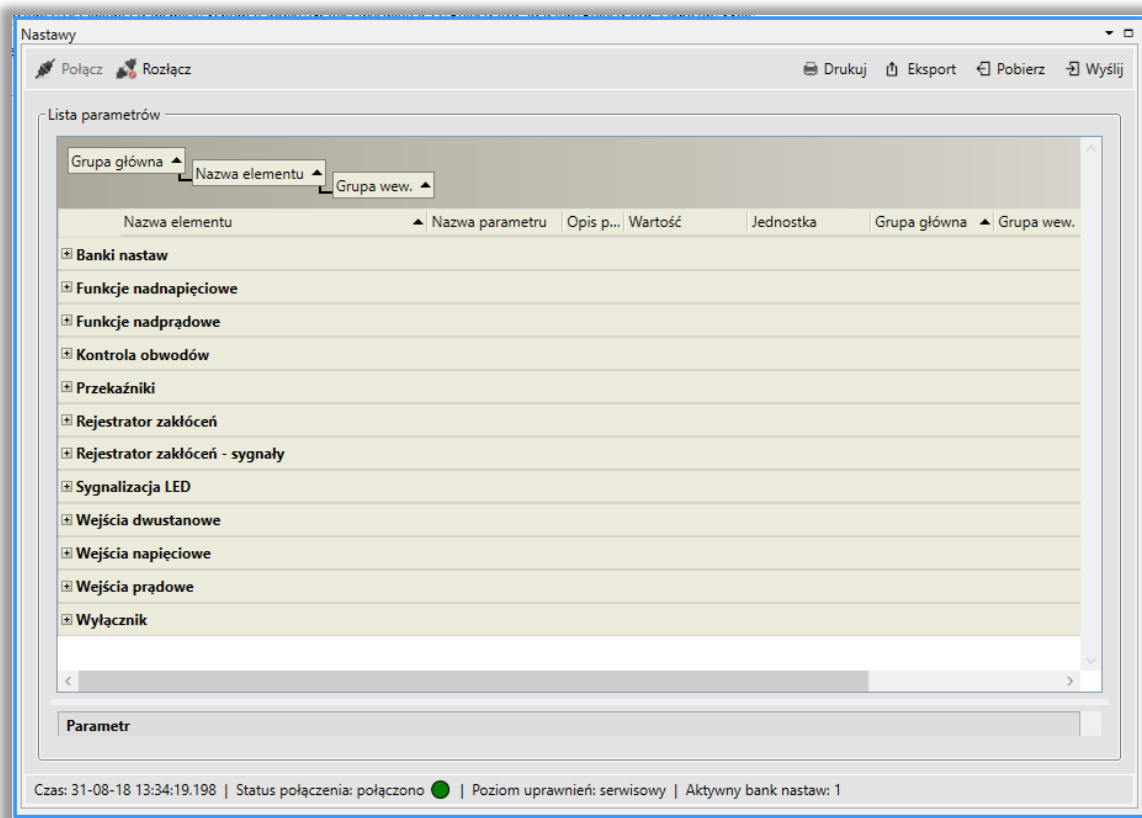 Nastawy
Połącz Rozłącz Drukuj Eksport Pobierz Wyślij
Lista parametrów
Grupa główna
Nazwa elementu
Grupa wew.
Nazwa elementu Nazwa parametru Opis p... Wartość Jednostka Grupa główna Grupa wew.
Banki nastaw
Funkcje nadnapięciowe
Funkcje nadprądowe
Kontrola obwodów
Przekaźniki
Rejestrator zakłóceń
Rejestrator zakłóceń - sygnały
Sygnalizacja LED
Wejścia dwustanowe
Wejścia napięciowe
Wejścia prądowe
Wyłącznik
Parametr
Czas: 31-08-18 13:34:19.198 | Status połączenia: połączono | Poziom uprawnień: serwisowy | Aktywny bank nastaw: 1